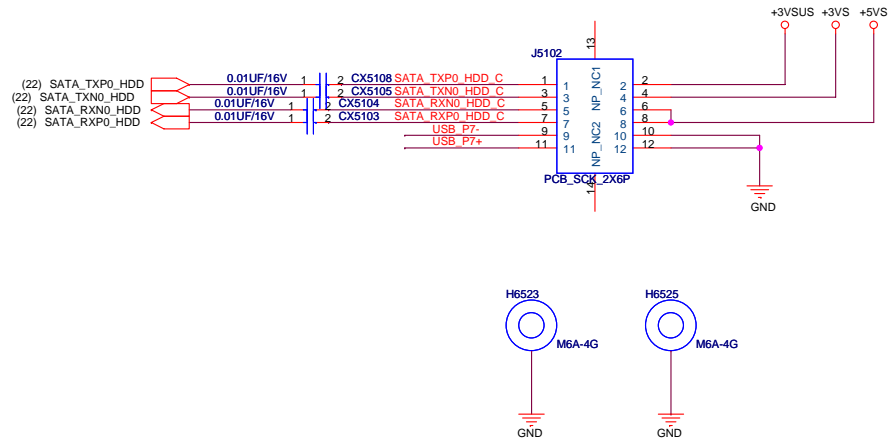 +3VSUS +3VS +5VS
J5102 13
(22) SATA_TXP0_HDD 0.01UF/16V 1 2 CX5108 SATA_TXP0_HDD_C 1 1 NP_NC1 2 2
(22) SATA_TXN0_HDD 0.01UF/16V 1 2 CX5105 SATA_TXN0_HDD_C 3 3 4 4
(22) SATA_RXN0_HDD 0.01UF/16V 1 2 CX5104 SATA_RXN0_HDD_C 5 5 6 6
(22) SATA_RXP0_HDD 0.01UF/16V 1 2 CX5103 SATA_RXP0_HDD_C 7 7 8 8
USB_P7- 9 9 NP_NC2 10 10
USB_P7+ 11 11 12 12
PCB_SCK_2X6P
14
GND
H6523 H6525
M6A-4G M6A-4G
GND GND